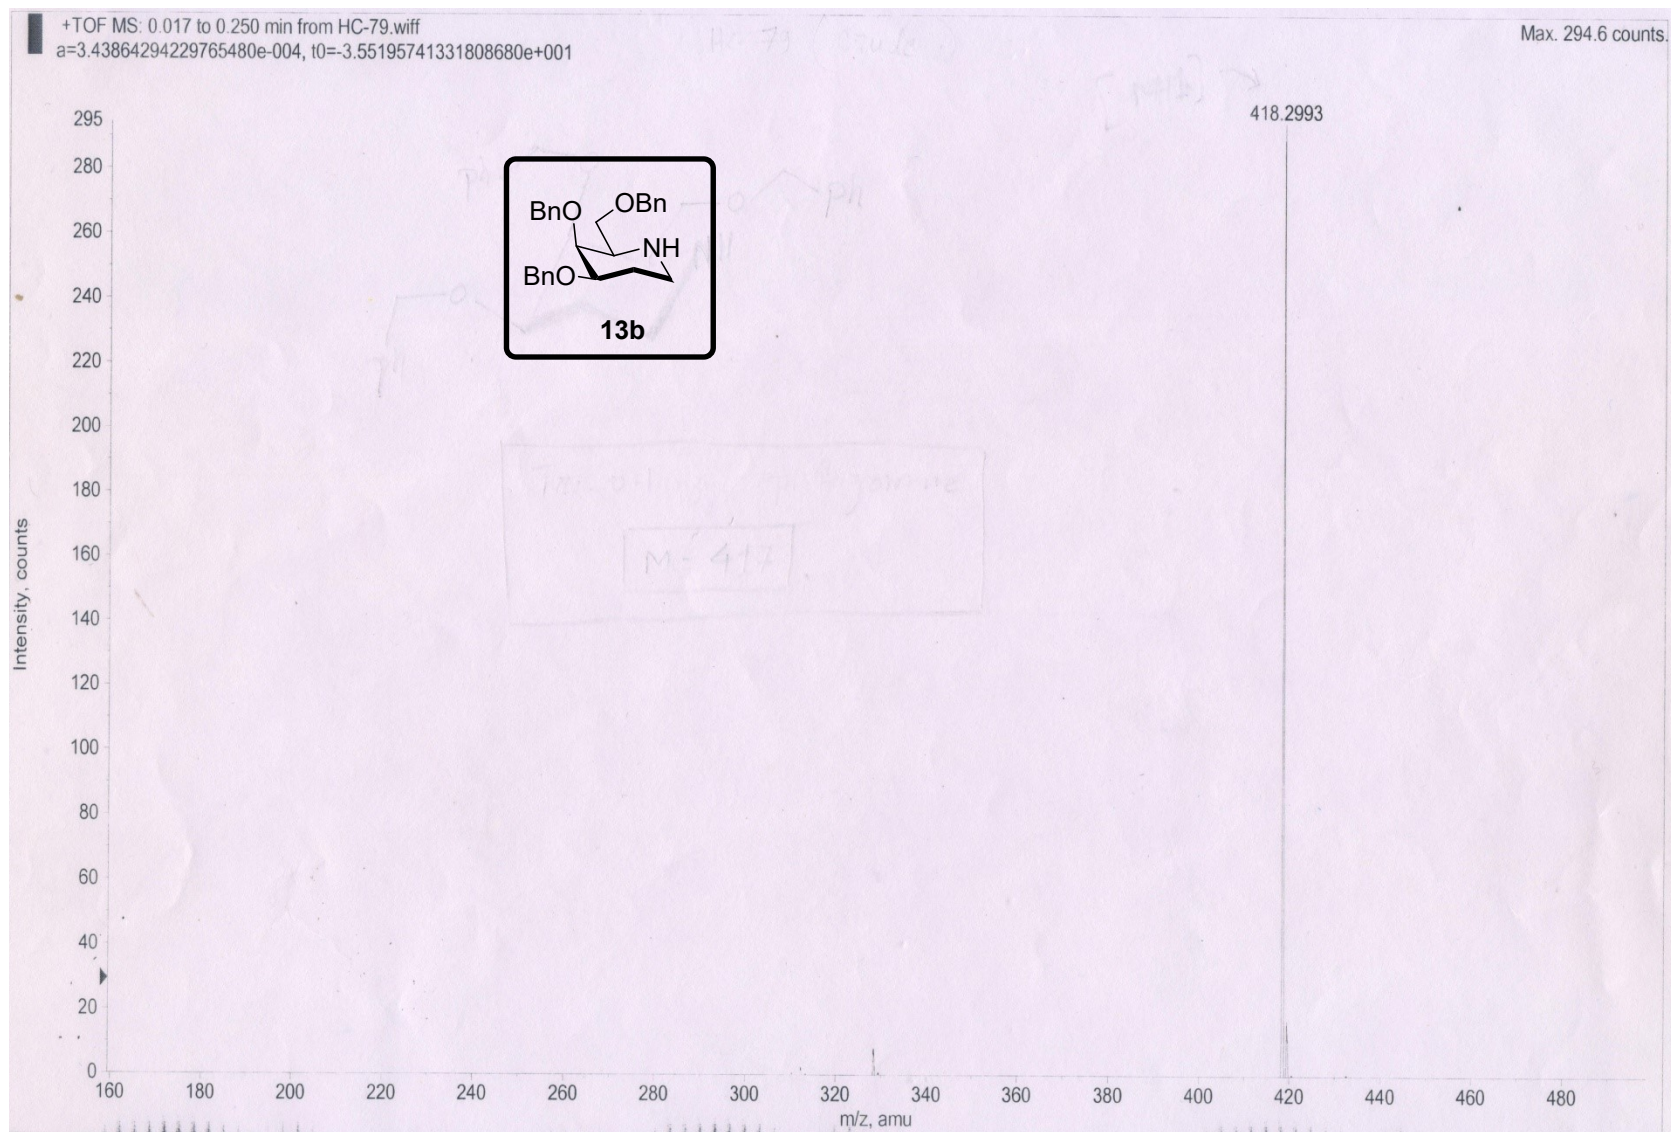 +TOF MS: 0.017 to 0.250 min from HC-79.wiff
Max. 294.6 counts.
a=3.43864294229765480e-004, t0=-3.55195741331808680e+001
418.2993
295
280
260
240
220
200
180
160
140
120
100
80
60
40
20
0
Intensity, counts
BnO
OBn
NH
BnO
13b
M = 417
160 180 200 220 240 260 280 300 320 340 360 380 400 420 440 460 480
m/z, amu